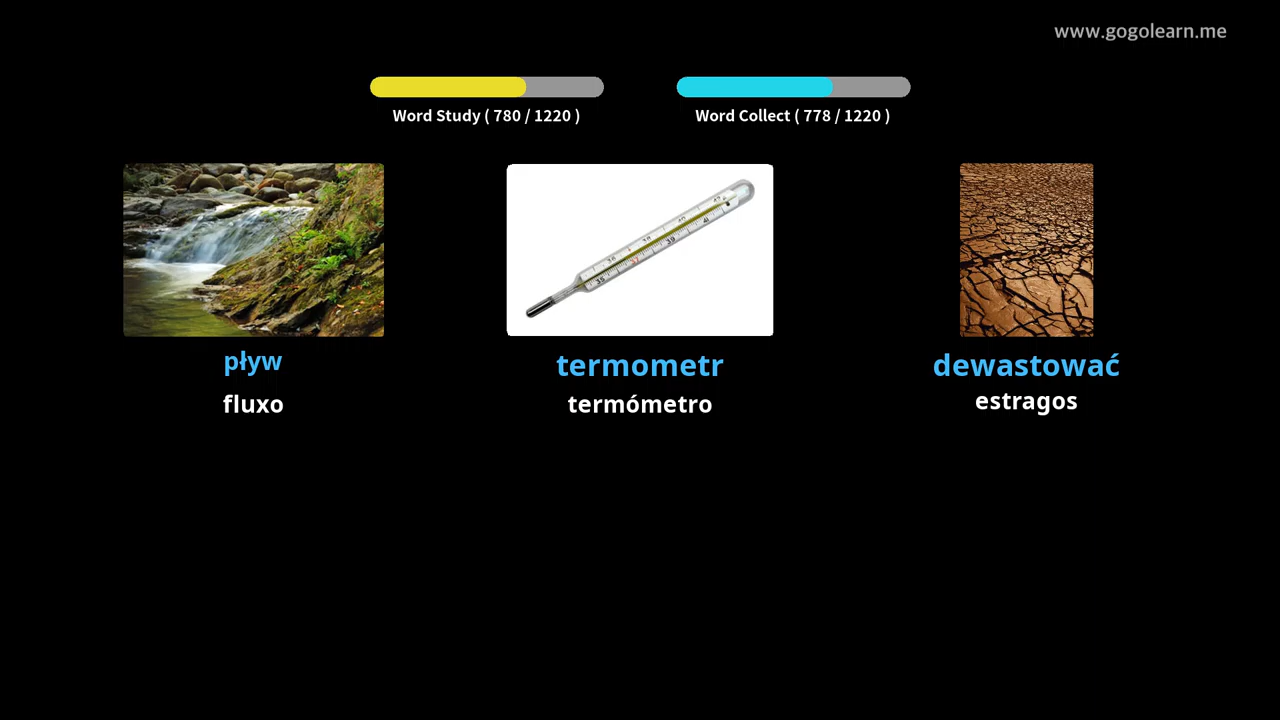 www.gogolearn.me
Word Study ( 780 / 1220 )
Word Collect ( 778 / 1220 )
pływ
fluxo
termometr
termómetro
dewastować
estragos